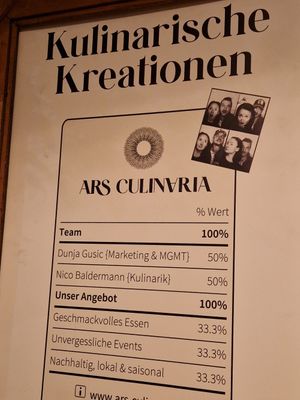 Kulinarische
Kreationen
ARS CULINARIA
% Wert
Team 100%
Dunja Gusic {Marketing & MGMT} 50%
Nico Baldermann {Kulinarik} 50%
Unser Angebot 100%
Geschmackvolles Essen 33.3%
Unvergessliche Events 33.3%
Nachhaltig, lokal & saisonal 33.3%